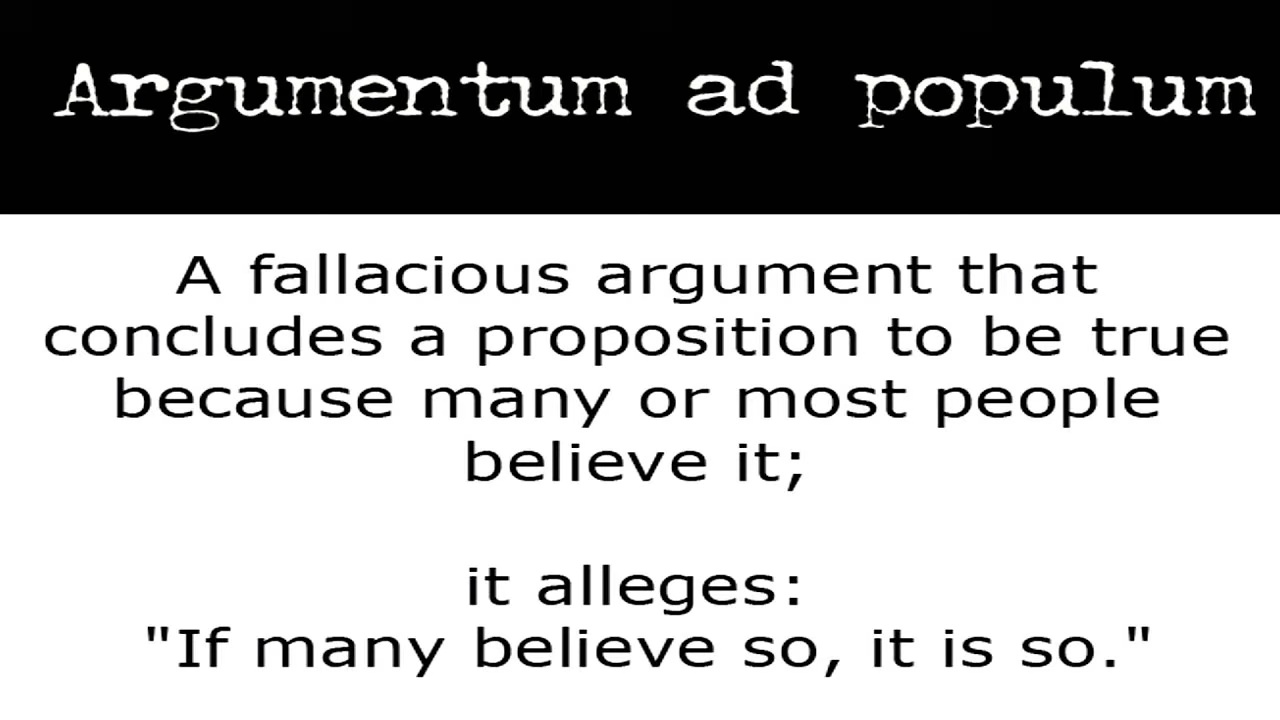 Argumentum ad populum
A fallacious argument that
concludes a proposition to be true
because many or most people
believe it;
it alleges:
"If many believe so, it is so."